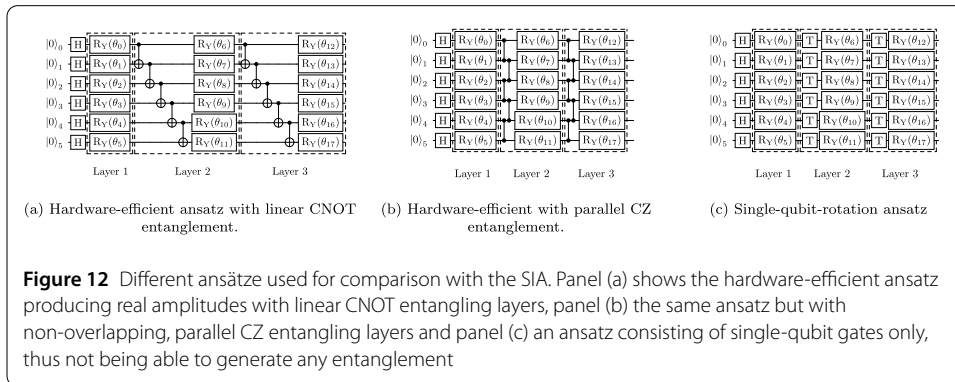 |0⟩₀ H R_Y(θ₀) R_Y(θ₆) R_Y(θ₁₂)
|0⟩₁ H R_Y(θ₁) R_Y(θ₇) R_Y(θ₁₃)
|0⟩₂ H R_Y(θ₂) R_Y(θ₈) R_Y(θ₁₄)
|0⟩₃ H R_Y(θ₃) R_Y(θ₉) R_Y(θ₁₅)
|0⟩₄ H R_Y(θ₄) R_Y(θ₁₀) R_Y(θ₁₆)
|0⟩₅ H R_Y(θ₅) R_Y(θ₁₁) R_Y(θ₁₇)
Layer 1 Layer 2 Layer 3
(a) Hardware-efficient ansatz with linear CNOT
entanglement.
|0⟩₀ H R_Y(θ₀) R_Y(θ₆) R_Y(θ₁₂)
|0⟩₁ H R_Y(θ₁) R_Y(θ₇) R_Y(θ₁₃)
|0⟩₂ H R_Y(θ₂) R_Y(θ₈) R_Y(θ₁₄)
|0⟩₃ H R_Y(θ₃) R_Y(θ₉) R_Y(θ₁₅)
|0⟩₄ H R_Y(θ₄) R_Y(θ₁₀) R_Y(θ₁₆)
|0⟩₅ H R_Y(θ₅) R_Y(θ₁₁) R_Y(θ₁₇)
Layer 1 Layer 2 Layer 3
(b) Hardware-efficient with parallel CZ
entanglement.
|0⟩₀ H R_Y(θ₀) T R_Y(θ₆) T R_Y(θ₁₂)
|0⟩₁ H R_Y(θ₁) T R_Y(θ₇) T R_Y(θ₁₃)
|0⟩₂ H R_Y(θ₂) T R_Y(θ₈) T R_Y(θ₁₄)
|0⟩₃ H R_Y(θ₃) T R_Y(θ₉) T R_Y(θ₁₅)
|0⟩₄ H R_Y(θ₄) T R_Y(θ₁₀) T R_Y(θ₁₆)
|0⟩₅ H R_Y(θ₅) T R_Y(θ₁₁) T R_Y(θ₁₇)
Layer 1 Layer 2 Layer 3
(c) Single-qubit-rotation ansatz
Figure 12 Different ansätze used for comparison with the SIA. Panel (a) shows the hardware-efficient ansatz
producing real amplitudes with linear CNOT entangling layers, panel (b) the same ansatz but with
non-overlapping, parallel CZ entangling layers and panel (c) an ansatz consisting of single-qubit gates only,
thus not being able to generate any entanglement